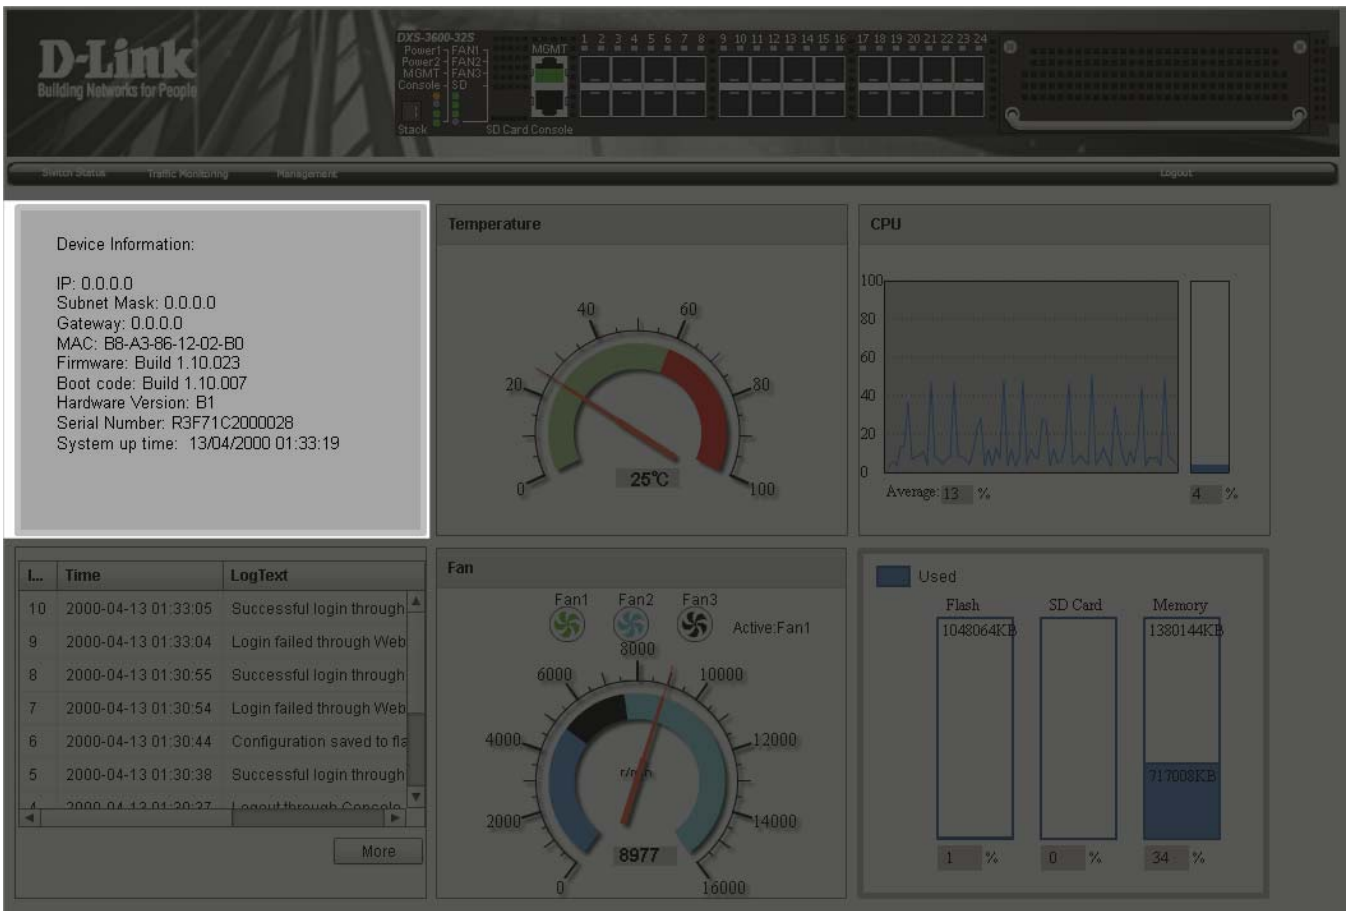 D-Link
Building Networks for People
DXS-3600-32S
Power1 FAN1
Power2 FAN2
MGMT FAN3
Console SD
Stack
MGMT
SD Card Console
1 2 3 4 5 6 7 8 9 10 11 12 13 14 15 16 17 18 19 20 21 22 23 24
Switch Status Traffic Monitoring Management Logout
Device Information:
IP: 0.0.0.0
Subnet Mask: 0.0.0.0
Gateway: 0.0.0.0
MAC: B8-A3-86-12-02-B0
Firmware: Build 1.10.023
Boot code: Build 1.10.007
Hardware Version: B1
Serial Number: R3F71C2000028
System up time: 13/04/2000 01:33:19
Temperature
0 20 40 60 80 100
25°C
CPU
100
80
60
40
20
0
Average: 13 %
4 %
I... Time LogText
10 2000-04-13 01:33:05 Successful login through
9 2000-04-13 01:33:04 Login failed through Web
8 2000-04-13 01:30:55 Successful login through
7 2000-04-13 01:30:54 Login failed through Web
6 2000-04-13 01:30:44 Configuration saved to fla
5 2000-04-13 01:30:38 Successful login through
4 2000-04-13 01:30:37 Logout through Console
More
Fan
Fan1 Fan2 Fan3
Active:Fan1
0 2000 4000 6000 8000 10000 12000 14000 16000
r/min
8977
Used
Flash SD Card Memory
1048064KB 1380144KB
717008KB
1 % 0 % 34 %